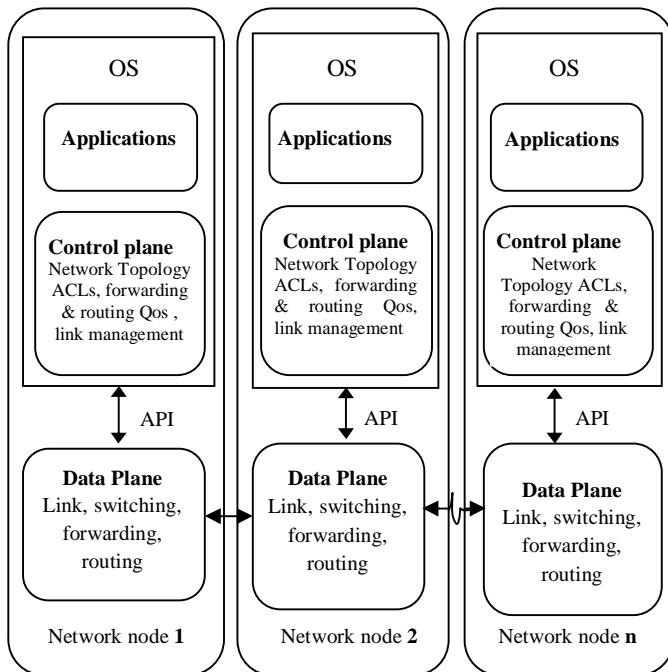 OS
Applications
Control plane
Network Topology
ACLs, forwarding
& routing Qos ,
link management
API
Data Plane
Link, switching,
forwarding,
routing
Network node 1
OS
Applications
Control plane
Network Topology
ACLs, forwarding
& routing Qos,
link management
API
Data Plane
Link, switching,
forwarding,
routing
Network node 2
OS
Applications
Control plane
Network
Topology ACLs,
forwarding &
routing Qos, link
management
API
Data Plane
Link, switching,
forwarding,
routing
Network node n